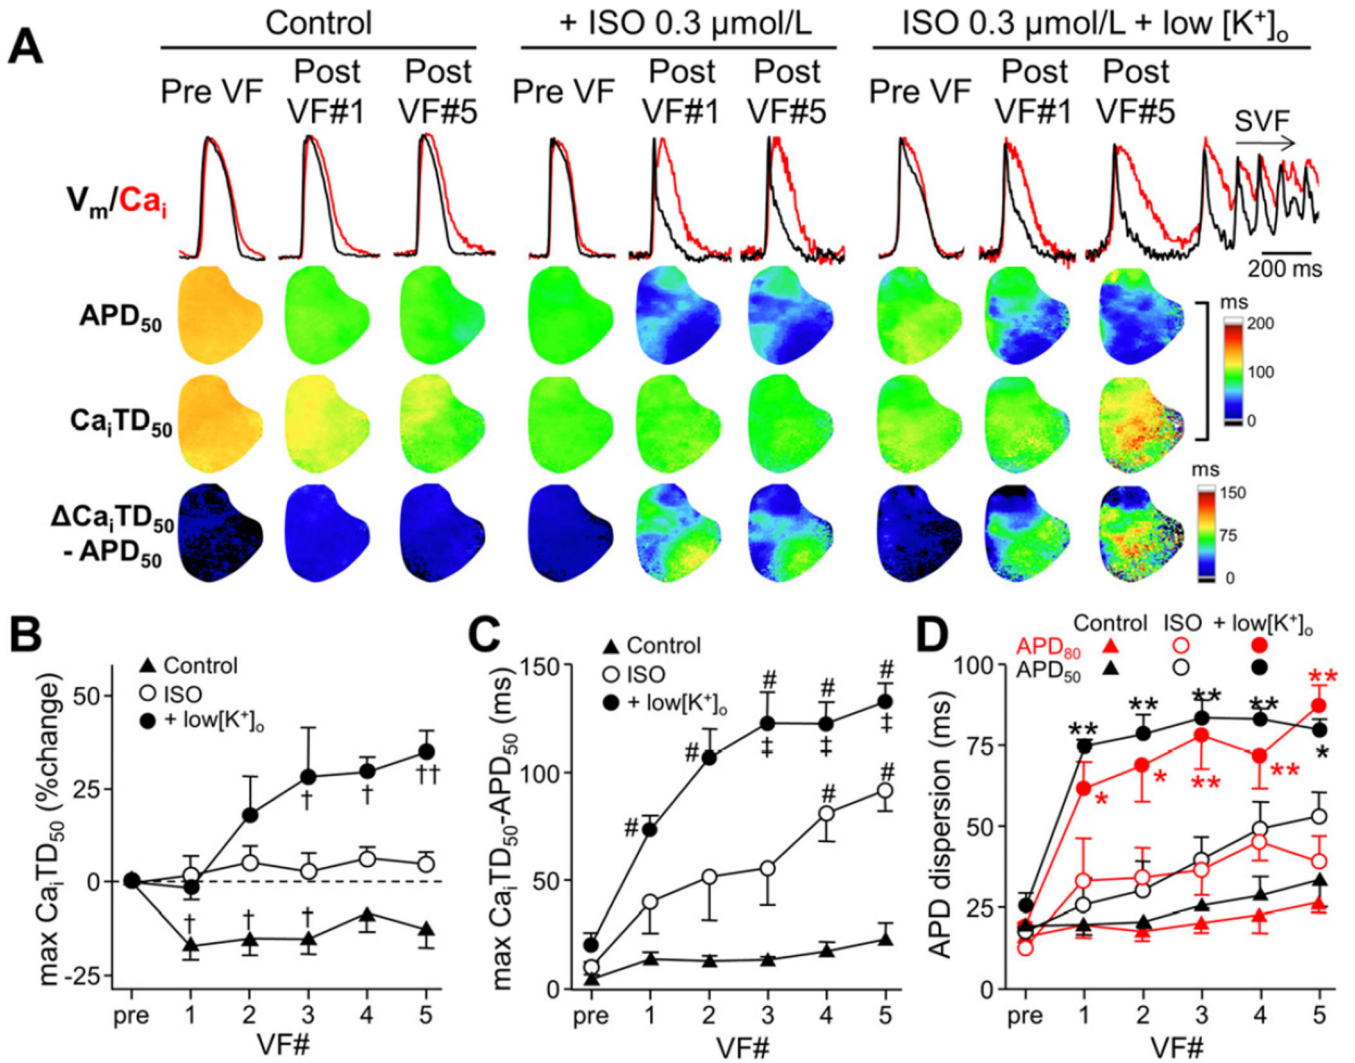 A
Control
+ ISO 0.3 μmol/L
ISO 0.3 μmol/L + low [K⁺]ₒ
Pre VF
Post VF#1
Post VF#5
Pre VF
Post VF#1
Post VF#5
Pre VF
Post VF#1
Post VF#5
SVF
Vₘ/Caᵢ
200 ms
APD₅₀
ms
200
100
0
CaᵢTD₅₀
ΔCaᵢTD₅₀
- APD₅₀
ms
150
75
0
B
Control
ISO
+ low[K⁺]ₒ
max CaᵢTD₅₀ (%change)
50
25
0
-25
† † † † † ††
pre 1 2 3 4 5
VF#
C
Control
ISO
+ low[K⁺]ₒ
max CaᵢTD₅₀-APD₅₀ (ms)
150
100
50
0
# # # # # # #
‡ ‡ ‡
pre 1 2 3 4 5
VF#
D
Control ISO + low[K⁺]ₒ
APD₈₀
APD₅₀
APD dispersion (ms)
100
75
50
25
0
** ** ** ** *
* * ** ** **
pre 1 2 3 4 5
VF#